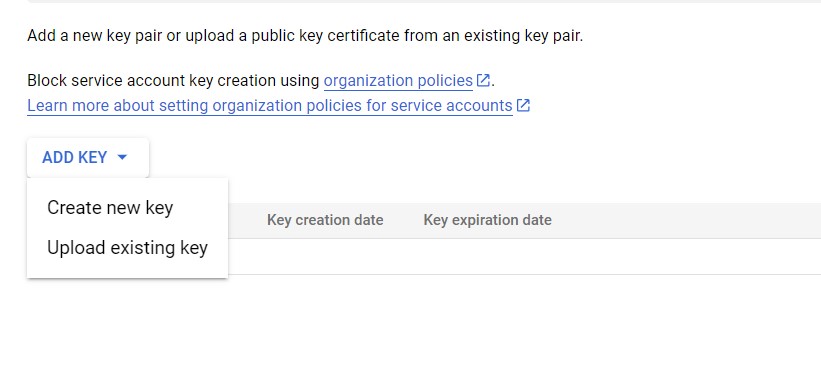 Add a new key pair or upload a public key certificate from an existing key pair.
Block service account key creation using organization policies.
Learn more about setting organization policies for service accounts
ADD KEY
Create new key
Upload existing key
Key creation date Key expiration date